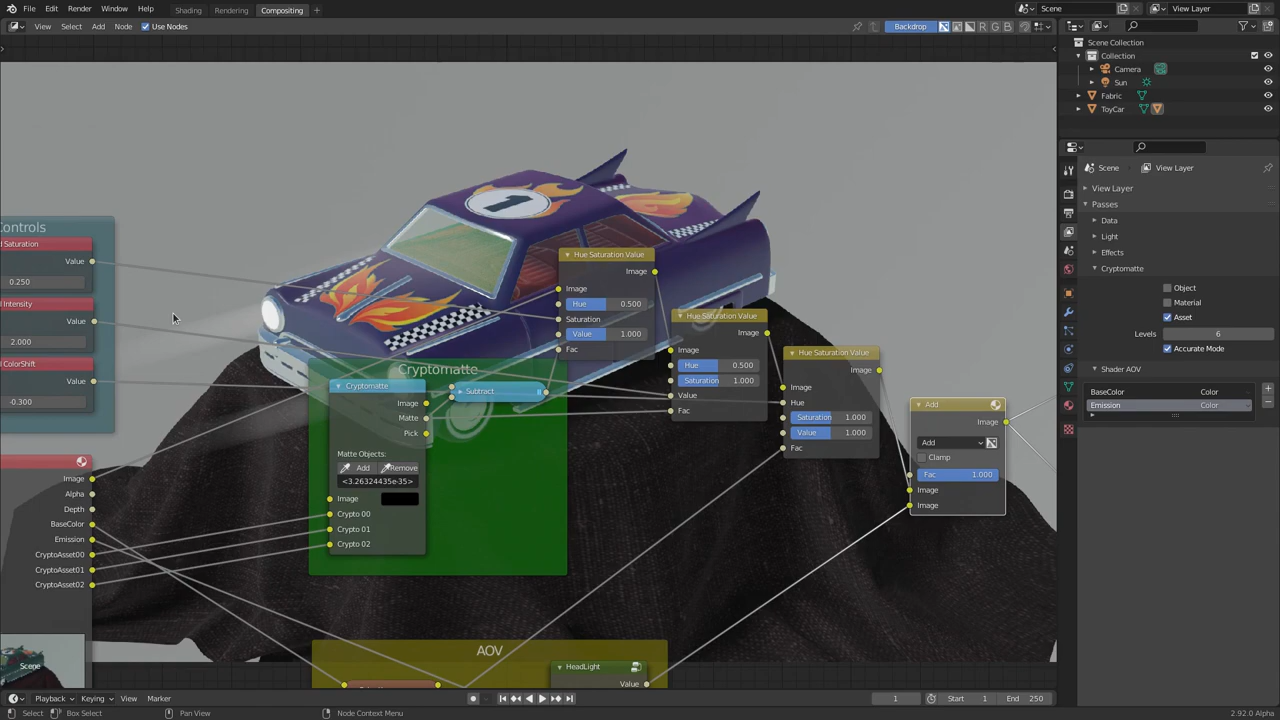 File Edit Render Window Help Shading Rendering Compositing + Scene View Layer
View Select Add Node Use Nodes Backdrop R G B
Scene Collection
Collection
Camera
Sun
Fabric
ToyCar
Scene View Layer
View Layer
Passes
Data
Light
Effects
Cryptomatte
Object
Material
Asset
Levels 6
Accurate Mode
Shader AOV
BaseColor Color
Emission Color
Controls
Saturation
Value
0.250
Intensity
Value
2.000
ColorShift
Value
-0.300
Image
Alpha
Depth
BaseColor
Emission
CryptoAsset00
CryptoAsset01
CryptoAsset02
Scene
1
Cryptomatte
Cryptomatte
Image
Matte
Pick
Matte Objects:
Add Remove
<3.26324435e-35>
Image
Crypto 00
Crypto 01
Crypto 02
Subtract
Hue Saturation Value
Image
Image
Hue 0.500
Saturation
Value 1.000
Fac
Hue Saturation Value
Image
Image
Hue 0.500
Saturation 1.000
Value
Fac
Hue Saturation Value
Image
Image
Hue
Saturation 1.000
Value 1.000
Fac
Add
Image
Add
Clamp
Fac 1.000
Image
Image
AOV
HeadLight
Value
Playback Keying View Marker 1 Start 1 End 250
Select Box Select Pan View Node Context Menu 2.92.0 Alpha